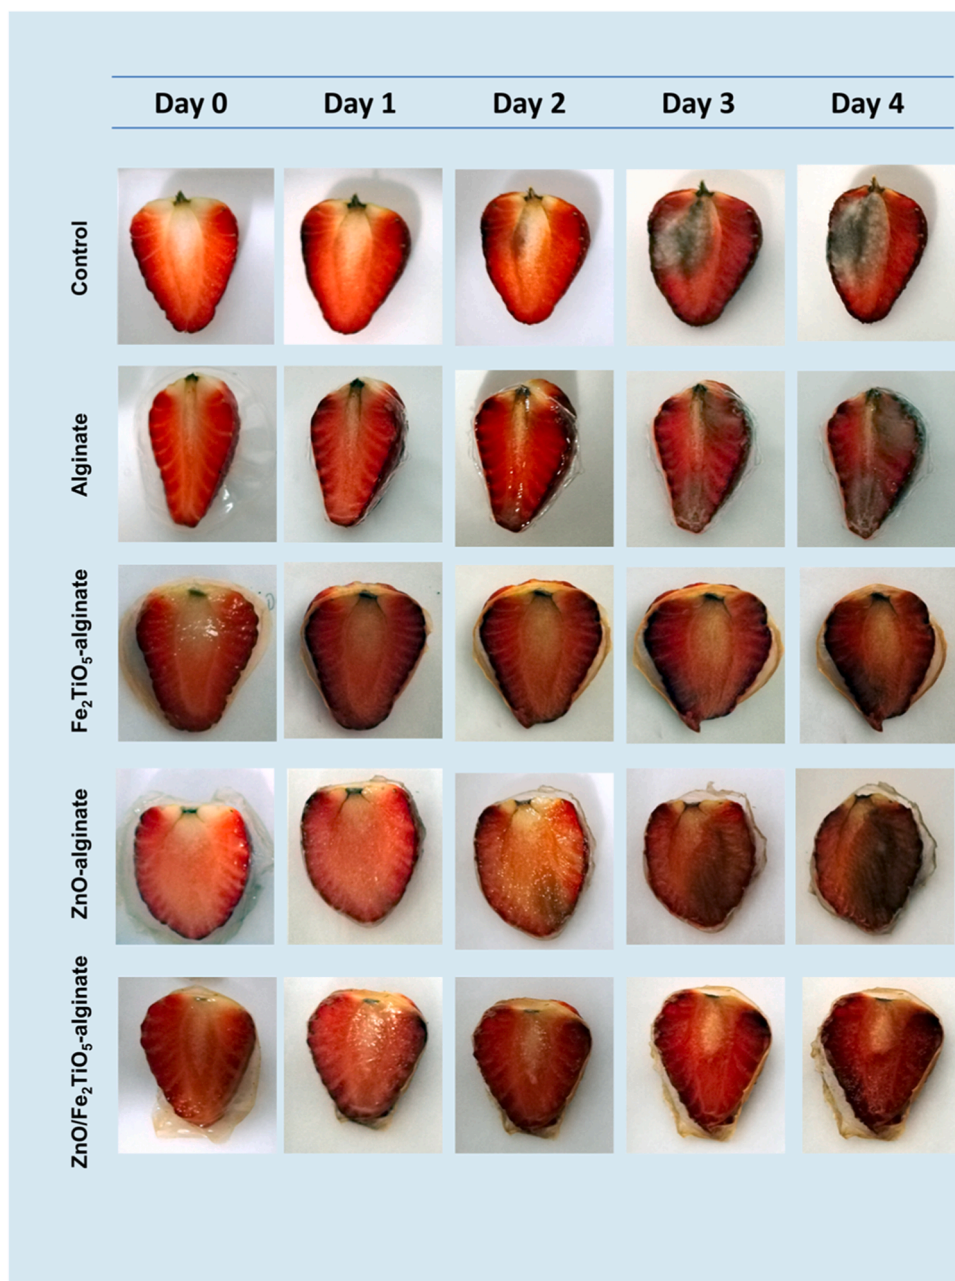 Day 0 Day 1 Day 2 Day 3 Day 4
Control
Alginate
Fe₂TiO₅-alginate
ZnO-alginate
ZnO/Fe₂TiO₅-alginate